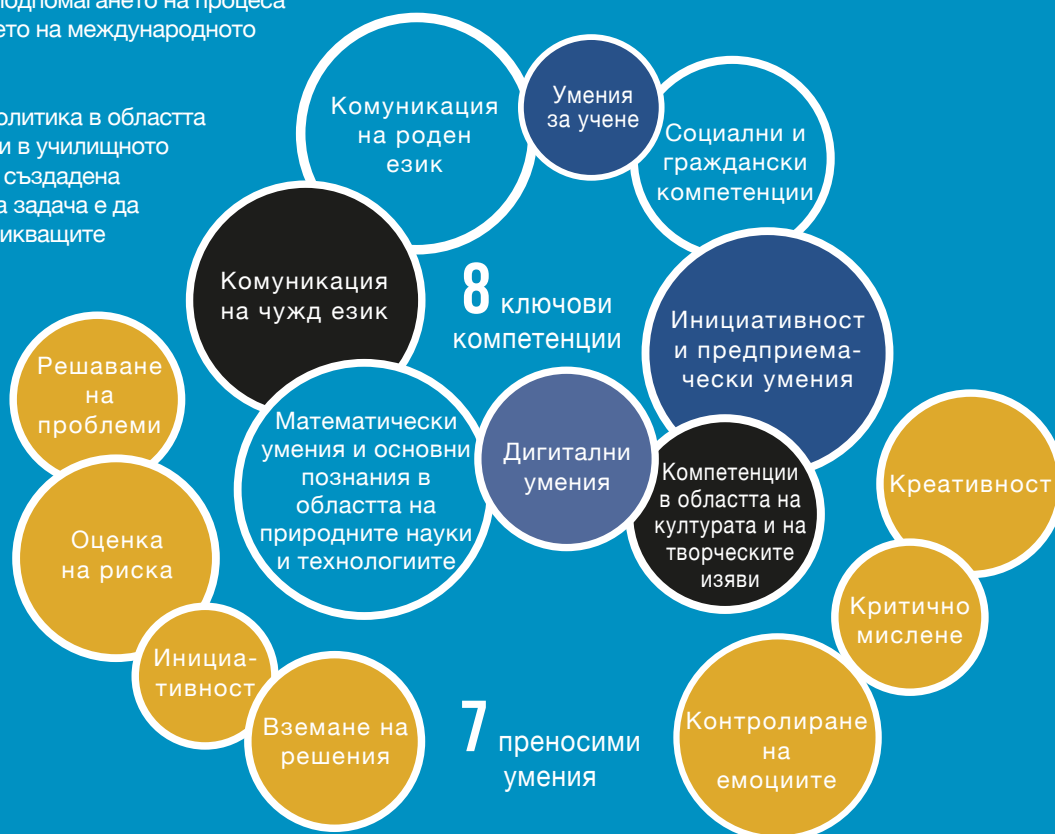 подпомагането на процеса
на международното
в областта
и в училищното
създадена
задача е да
Комуникация
на роден
език
Умения
за учене
Социални и
граждански
компетенции
Комуникация
на чужд език
8 ключови
компетенции
Инициативност
и предприема-
чески умения
Решаване
на
проблеми
Математически
умения и основни
познания в
областта на
природните науки
и технологиите
Дигитални
умения
Компетенции
в областта на
културата и на
творческите
изяви
Креативност
Оценка
на риска
Критично
мислене
Инициа-
тивност
Вземане на
решения
7 преносими
умения
Контролиране
на
емоциите